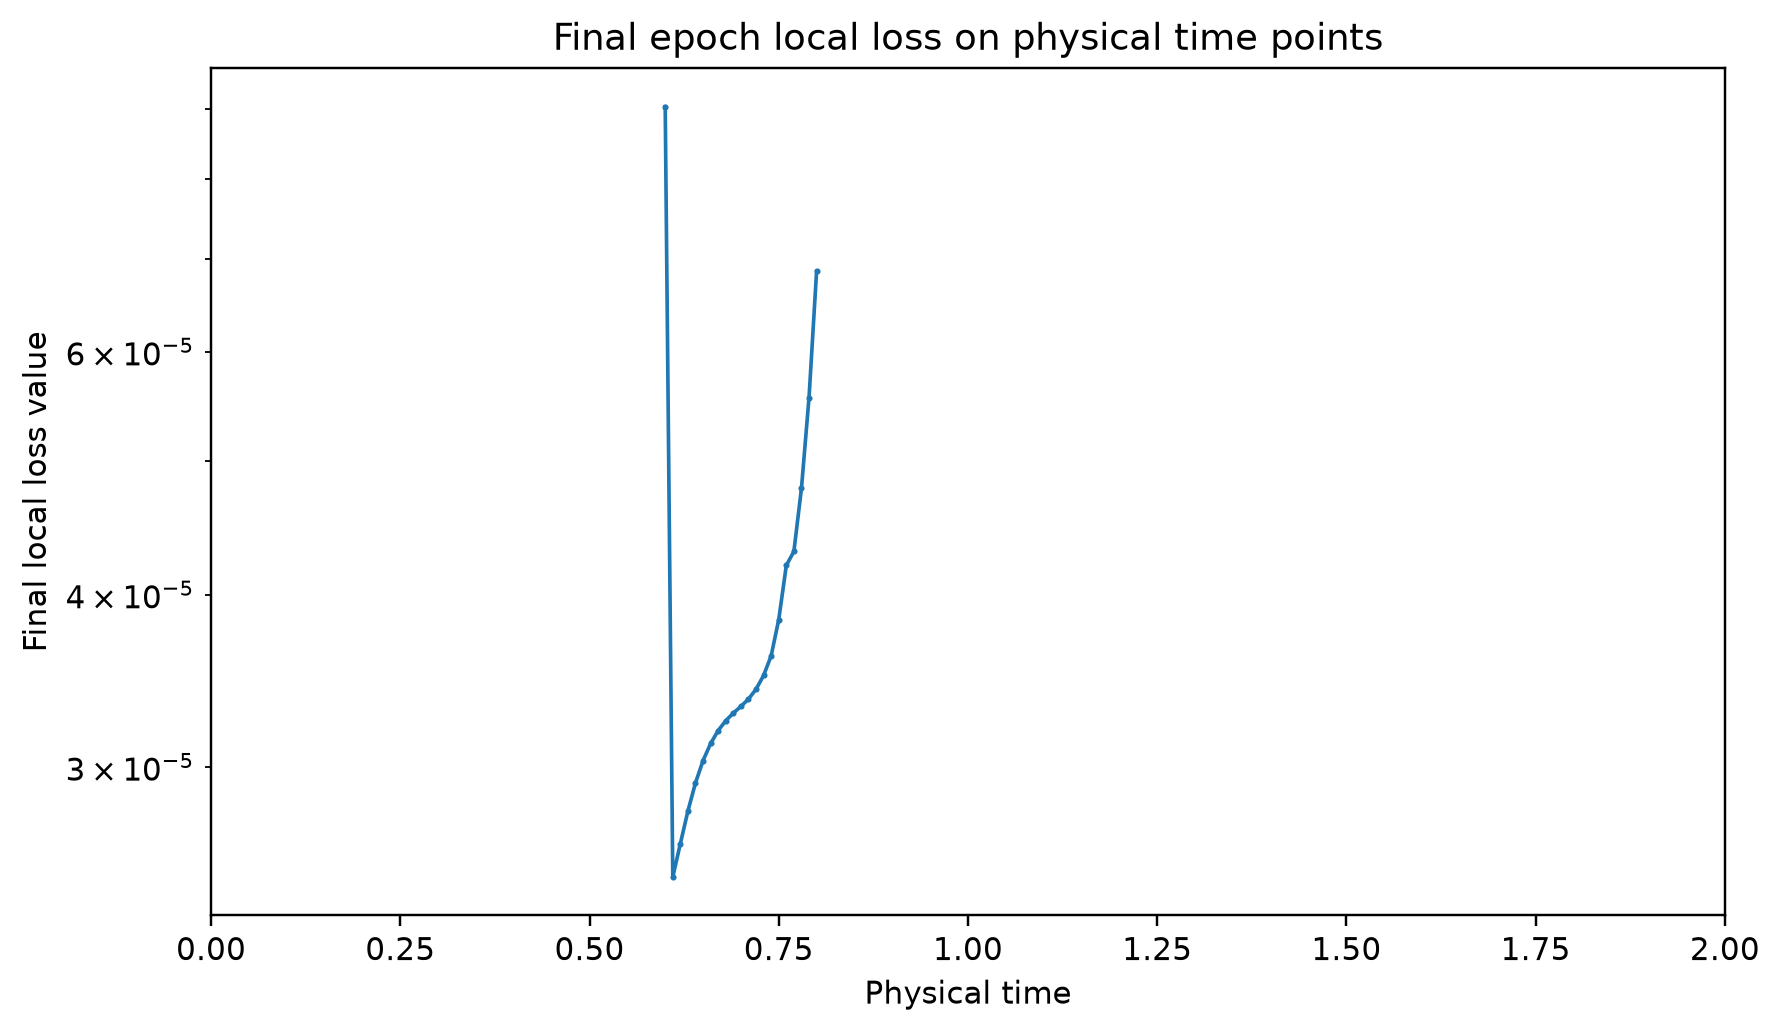 Final epoch local loss on physical time points
Final local loss value
6 × 10⁻⁵
4 × 10⁻⁵
3 × 10⁻⁵
0.00 0.25 0.50 0.75 1.00 1.25 1.50 1.75 2.00
Physical time